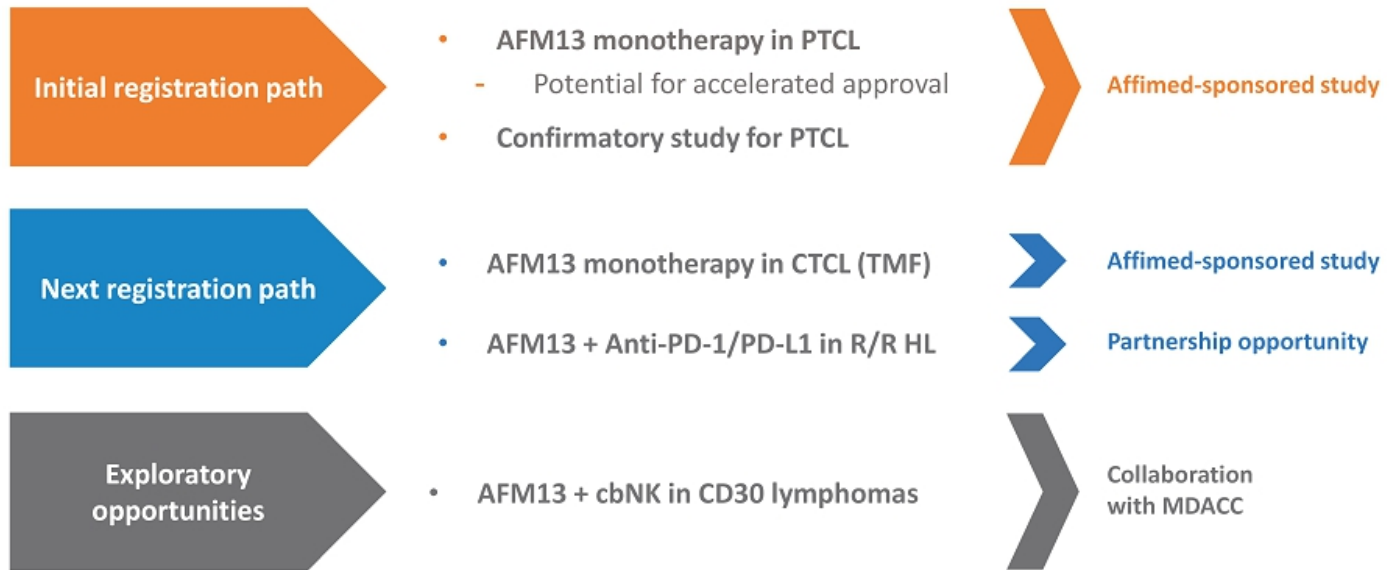 Initial registration path
• AFM13 monotherapy in PTCL
- Potential for accelerated approval
• Confirmatory study for PTCL
Affimed-sponsored study
Next registration path
• AFM13 monotherapy in CTCL (TMF)
Affimed-sponsored study
• AFM13 + Anti-PD-1/PD-L1 in R/R HL
Partnership opportunity
Exploratory
opportunities
• AFM13 + cbNK in CD30 lymphomas
Collaboration
with MDACC